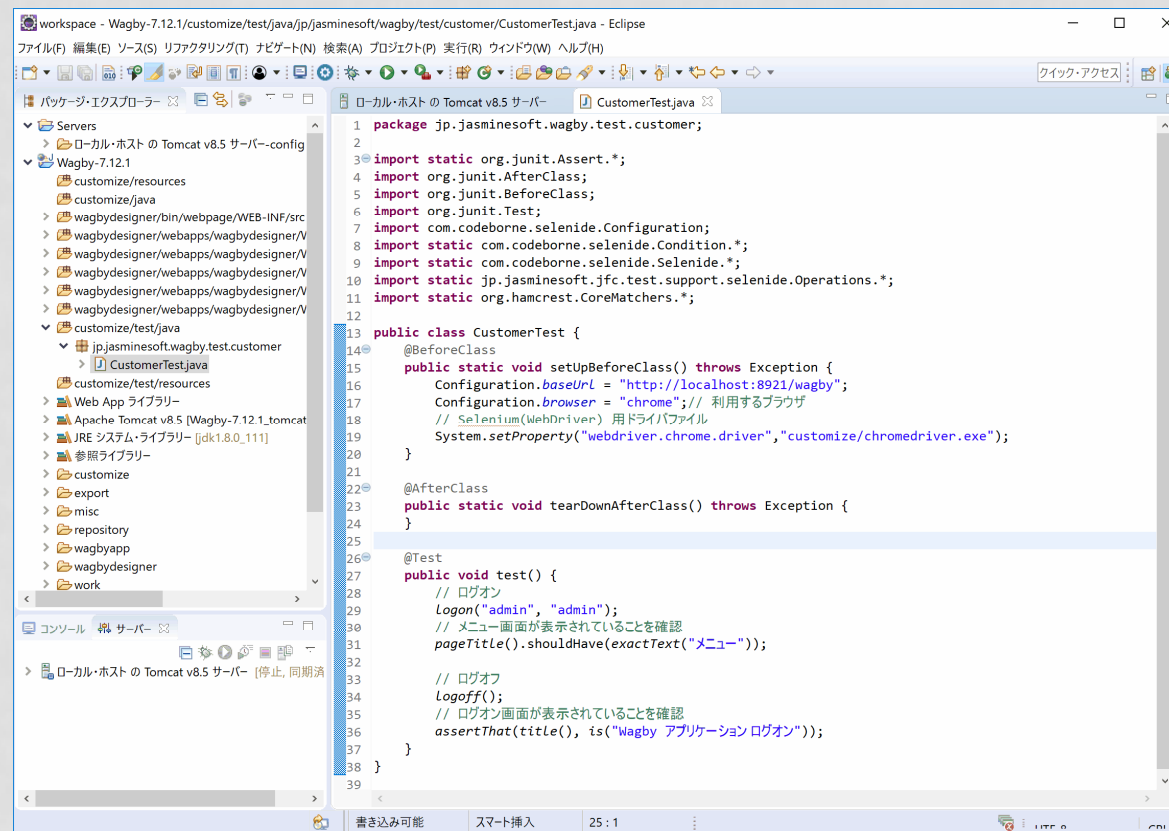 workspace - Wagby-7.12.1/customize/test/java/jp/jasminesoft/wagby/test/customer/CustomerTest.java - Eclipse
ファイル(F) 編集(E) ソース(S) リファクタリング(T) ナビゲート(N) 検索(A) プロジェクト(P) 実行(R) ウィンドウ(W) ヘルプ(H)
クイック・アクセス
パッケージ・エクスプローラー
Servers
ローカル・ホスト の Tomcat v8.5 サーバー-config
Wagby-7.12.1
customize/resources
customize/java
wagbydesigner/bin/webpage/WEB-INF/src
wagbydesigner/webapps/wagbydesigner/W
wagbydesigner/webapps/wagbydesigner/W
wagbydesigner/webapps/wagbydesigner/W
wagbydesigner/webapps/wagbydesigner/W
wagbydesigner/webapps/wagbydesigner/W
customize/test/java
jp.jasminesoft.wagby.test.customer
CustomerTest.java
customize/test/resources
Web App ライブラリー
Apache Tomcat v8.5 [Wagby-7.12.1_tomcat
JRE システム・ライブラリー [jdk1.8.0_111]
参照ライブラリー
customize
export
misc
repository
wagbyapp
wagbydesigner
work
コンソール サーバー
ローカル・ホスト の Tomcat v8.5 サーバー [停止, 同期済
ローカル・ホスト の Tomcat v8.5 サーバー CustomerTest.java
1 package jp.jasminesoft.wagby.test.customer;
2
3 import static org.junit.Assert.*;
4 import org.junit.AfterClass;
5 import org.junit.BeforeClass;
6 import org.junit.Test;
7 import com.codeborne.selenide.Configuration;
8 import static com.codeborne.selenide.Condition.*;
9 import static com.codeborne.selenide.Selenide.*;
10 import static jp.jasminesoft.jfc.test.support.selenide.Operations.*;
11 import static org.hamcrest.CoreMatchers.*;
12
13 public class CustomerTest {
14 @BeforeClass
15 public static void setUpBeforeClass() throws Exception {
16 Configuration.baseUrl = "http://localhost:8921/wagby";
17 Configuration.browser = "chrome";// 利用するブラウザ
18 // Selenium(WebDriver) 用ドライバファイル
19 System.setProperty("webdriver.chrome.driver","customize/chromedriver.exe");
20 }
21
22 @AfterClass
23 public static void tearDownAfterClass() throws Exception {
24 }
25
26 @Test
27 public void test() {
28 // ログオン
29 logon("admin", "admin");
30 // メニュー画面が表示されていることを確認
31 pageTitle().shouldHave(exactText("メニュー"));
32
33 // ログオフ
34 logoff();
35 // ログオン画面が表示されていることを確認
36 assertThat(title(), is("Wagby アプリケーション ログオン"));
37 }
38 }
39
書き込み可能 スマート挿入 25 : 1